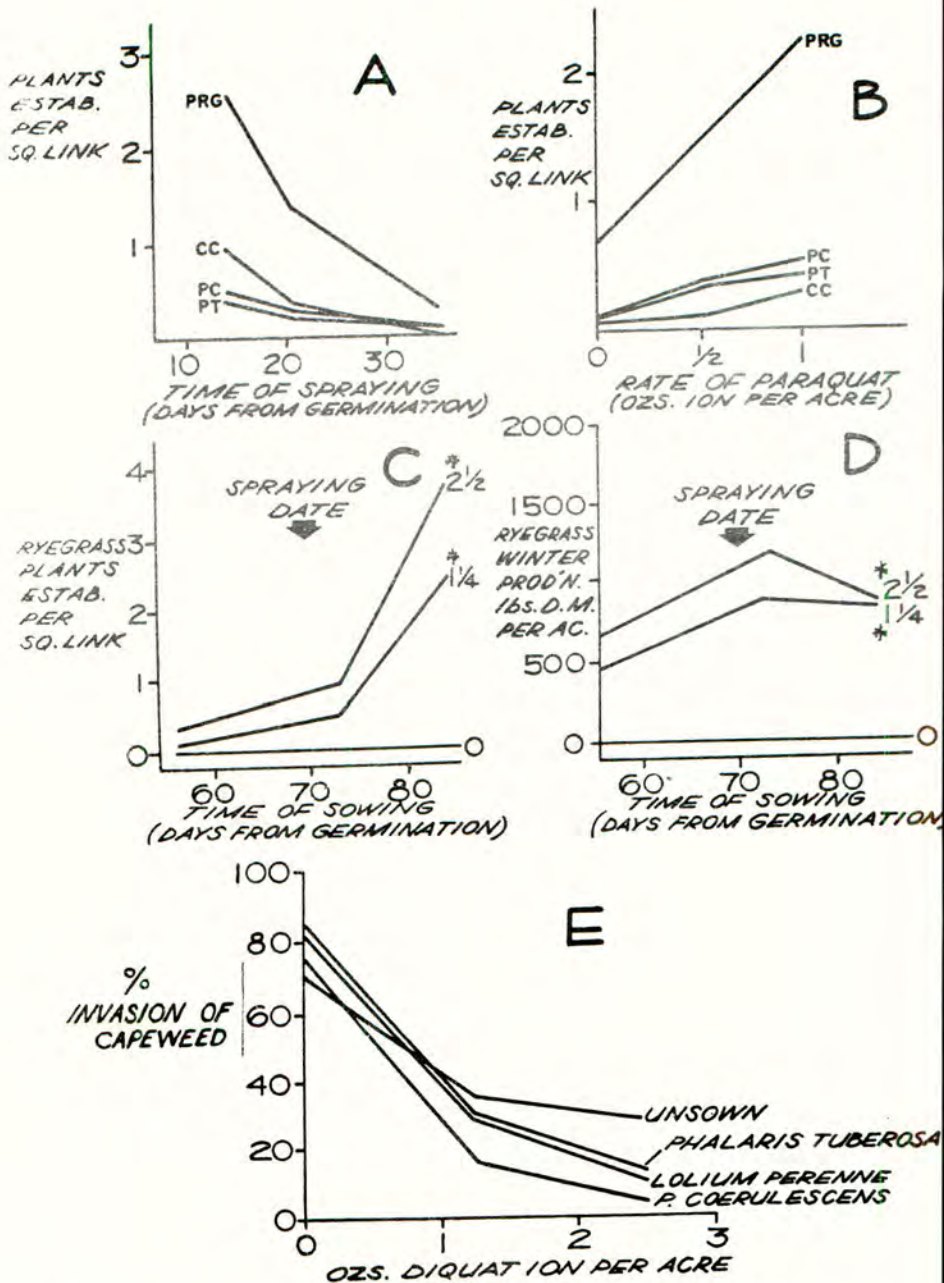 A
3
PLANTS
ESTAB.
PER
SQ. LINK
2
1
PRG
CC
PC
PT
10 20 30
TIME OF SPRAYING
(DAYS FROM GERMINATION)
B
2
PLANTS
ESTAB.
PER
SQ. LINK
1
PRG
PC
PT
CC
0 1/2 1
RATE OF PARAQUAT
(OZS. ION PER ACRE)
C
4
SPRAYING
DATE
* 2½
* 1¼
RYEGRASS
PLANTS
ESTAB.
PER
SQ. LINK
3
2
1
0
0
60 70 80
TIME OF SOWING
(DAYS FROM GERMINATION)
D
2000
1500
SPRAYING
DATE
RYEGRASS
WINTER
PROD'N.
lbs. D.M.
PER AC.
* 2½
1¼
*
500
0
0
60 70 80
TIME OF SOWING
(DAYS FROM GERMINATION)
E
100
80
60
40
20
0
%
INVASION OF
CAPEWEED
UNSOWN
PHALARIS TUBEROSA
LOLIUM PERENNE
P. COERULESCENS
0 1 2 3
OZS. DIQUAT ION PER ACRE